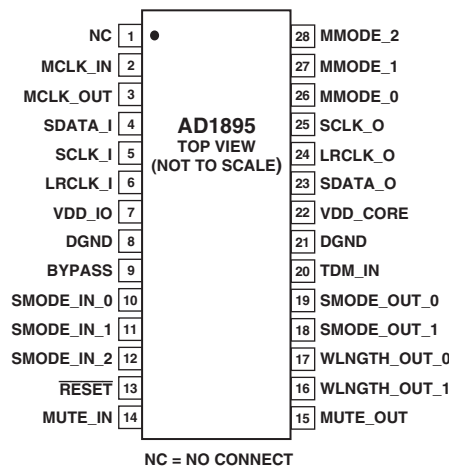 NC 1 28 MMODE_2
MCLK_IN 2 27 MMODE_1
MCLK_OUT 3 26 MMODE_0
SDATA_I 4 AD1895 25 SCLK_O
SCLK_I 5 TOP VIEW 24 LRCLK_O
LRCLK_I 6 (NOT TO SCALE) 23 SDATA_O
VDD_IO 7 22 VDD_CORE
DGND 8 21 DGND
BYPASS 9 20 TDM_IN
SMODE_IN_0 10 19 SMODE_OUT_0
SMODE_IN_1 11 18 SMODE_OUT_1
SMODE_IN_2 12 17 WLNGTH_OUT_0
RESET 13 16 WLNGTH_OUT_1
MUTE_IN 14 15 MUTE_OUT
NC = NO CONNECT